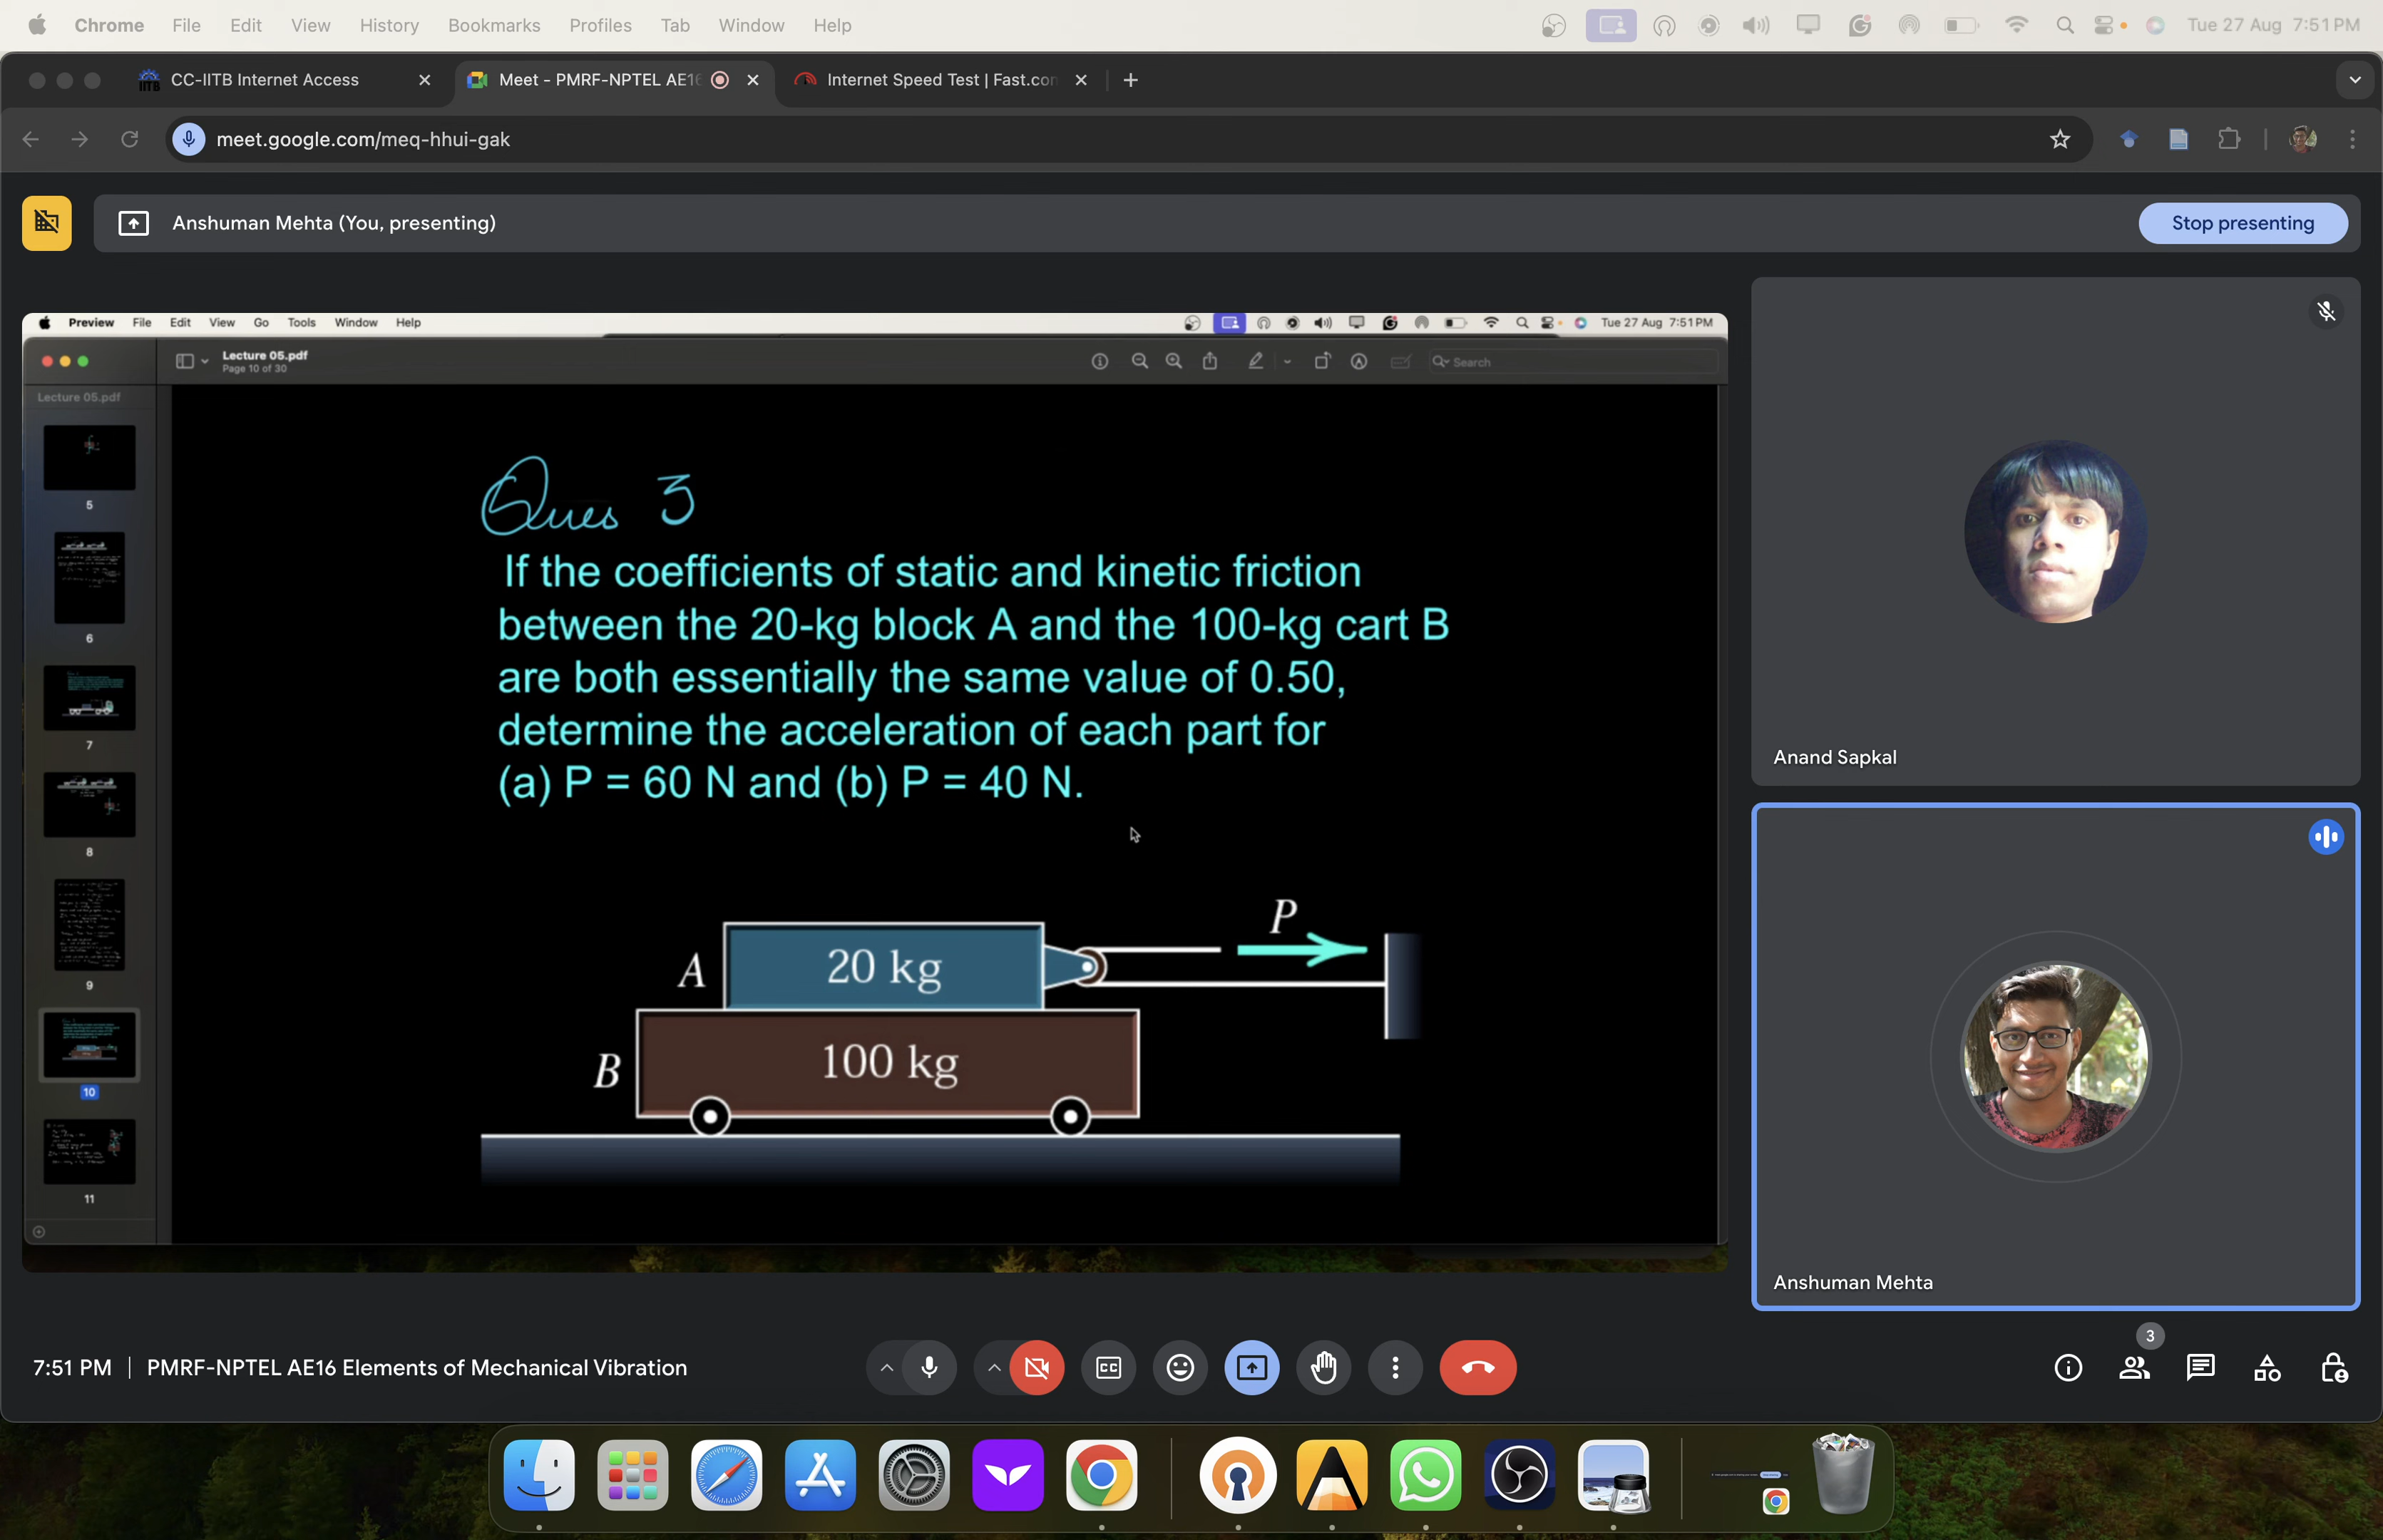 Chrome File Edit View History Bookmarks Profiles Tab Window Help
Tue 27 Aug 7:51 PM
CC-IITB Internet Access
Meet - PMRF-NPTEL AE16
Internet Speed Test | Fast.com
meet.google.com/meq-hhui-gak
Anshuman Mehta (You, presenting)
Stop presenting
Preview File Edit View Go Tools Window Help
Tue 27 Aug 7:51 PM
Lecture 05.pdf
Page 10 of 30
Search
Lecture 05.pdf
5
6
7
8
9
10
11
Ques 3
If the coefficients of static and kinetic friction
between the 20-kg block A and the 100-kg cart B
are both essentially the same value of 0.50,
determine the acceleration of each part for
(a) P = 60 N and (b) P = 40 N.
P
A
20 kg
B
100 kg
Anand Sapkal
Anshuman Mehta
7:51 PM | PMRF-NPTEL AE16 Elements of Mechanical Vibration
CC
3